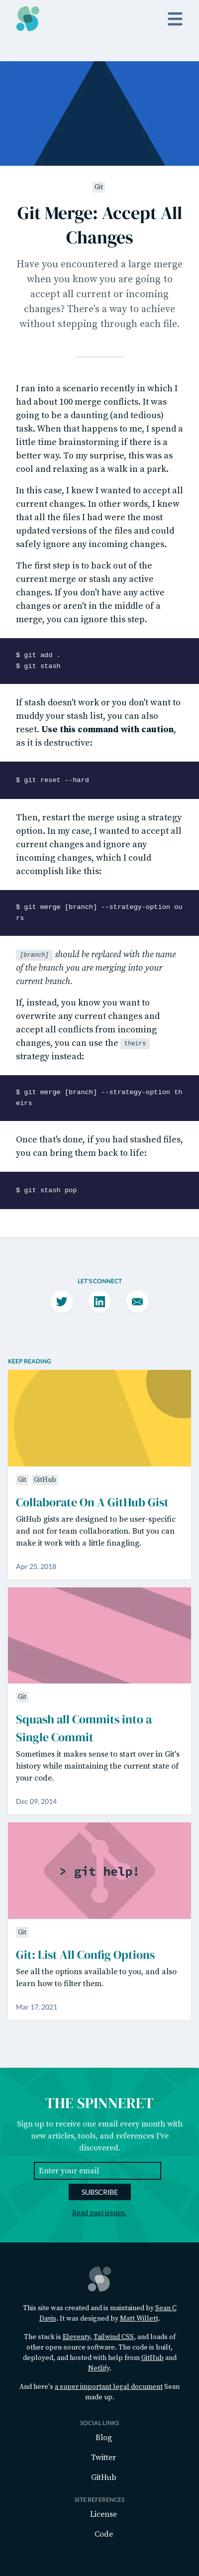 Git
Git Merge: Accept All
Changes
Have you encountered a large merge
when you know you are going to
accept all current or incoming
changes? There's a way to achieve
without stepping through each file.
I ran into a scenario recently in which I
had about 100 merge conflicts. It was
going to be a daunting (and tedious)
task. When that happens to me, I spend a
little time brainstorming if there is a
better way. To my surprise, this was as
cool and relaxing as a walk in a park.
In this case, I knew I wanted to accept all
current changes. In other words, I knew
that all the files I had were the most
updated versions of the files and could
safely ignore any incoming changes.
The first step is to back out of the
current merge or stash any active
changes. If you don't have any active
changes or aren't in the middle of a
merge, you can ignore this step.
$ git add .
$ git stash
If stash doesn't work or you don't want to
muddy your stash list, you can also
reset. Use this command with caution,
as it is destructive:
$ git reset --hard
Then, restart the merge using a strategy
option. In my case, I wanted to accept all
current changes and ignore any
incoming changes, which I could
accomplish like this:
$ git merge [branch] --strategy-option ou
rs
[branch] should be replaced with the name
of the branch you are merging into your
current branch.
If, instead, you know you want to
overwrite any current changes and
accept all conflicts from incoming
changes, you can use the theirs
strategy instead:
$ git merge [branch] --strategy-option th
eirs
Once that's done, if you had stashed files,
you can bring them back to life:
$ git stash pop
LET'S CONNECT
KEEP READING
Git GitHub
Collaborate On A GitHub Gist
GitHub gists are designed to be user-specific
and not for team collaboration. But you can
make it work with a little finagling.
Apr 25, 2018
Git
Squash all Commits into a
Single Commit
Sometimes it makes sense to start over in Git's
history while maintaining the current state of
your code.
Dec 09, 2014
> git help!
Git
Git: List All Config Options
See all the options available to you, and also
learn how to filter them.
Mar 17, 2021
THE SPINNERET
Sign up to receive one email every month with
new articles, tools, and references I've
discovered.
Enter your email
SUBSCRIBE
Read past issues.
This site was created and is maintained by Sean C
Davis. It was designed by Matt Willett.
The stack is Eleventy, Tailwind CSS, and loads of
other open-source software. The code is built,
deployed, and hosted with help from GitHub and
Netlify.
And here's a super important legal document Sean
made up.
SOCIAL LINKS
Blog
Twitter
GitHub
SITE REFERENCES
License
Code